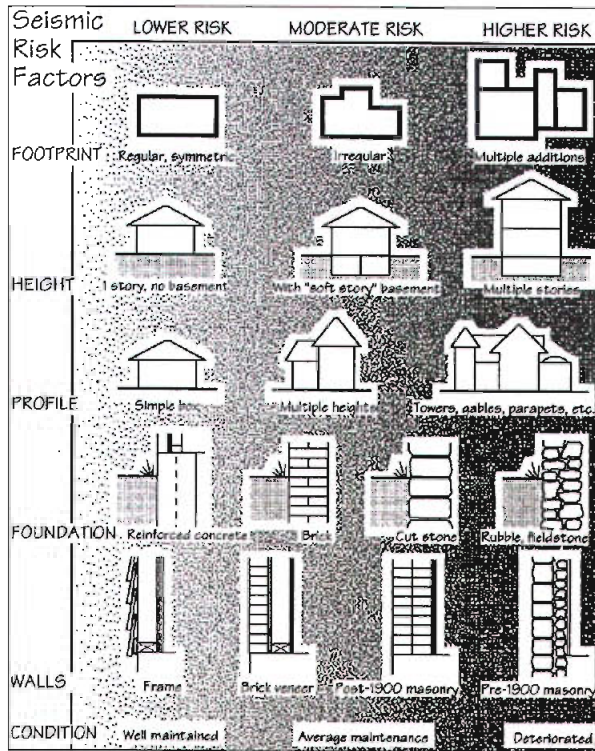 Seismic
Risk
Factors
LOWER RISK MODERATE RISK HIGHER RISK
FOOTPRINT Regular, symmetric Irregular Multiple additions
HEIGHT 1 story, no basement With "soft story" basement Multiple stories
PROFILE Simple box Multiple heights Towers, gables, parapets, etc.
FOUNDATION Reinforced concrete Brick Cut stone Rubble, fieldstone
WALLS Frame Brick veneer Post-1900 masonry Pre-1900 masonry
CONDITION Well maintained Average maintenance Deteriorated